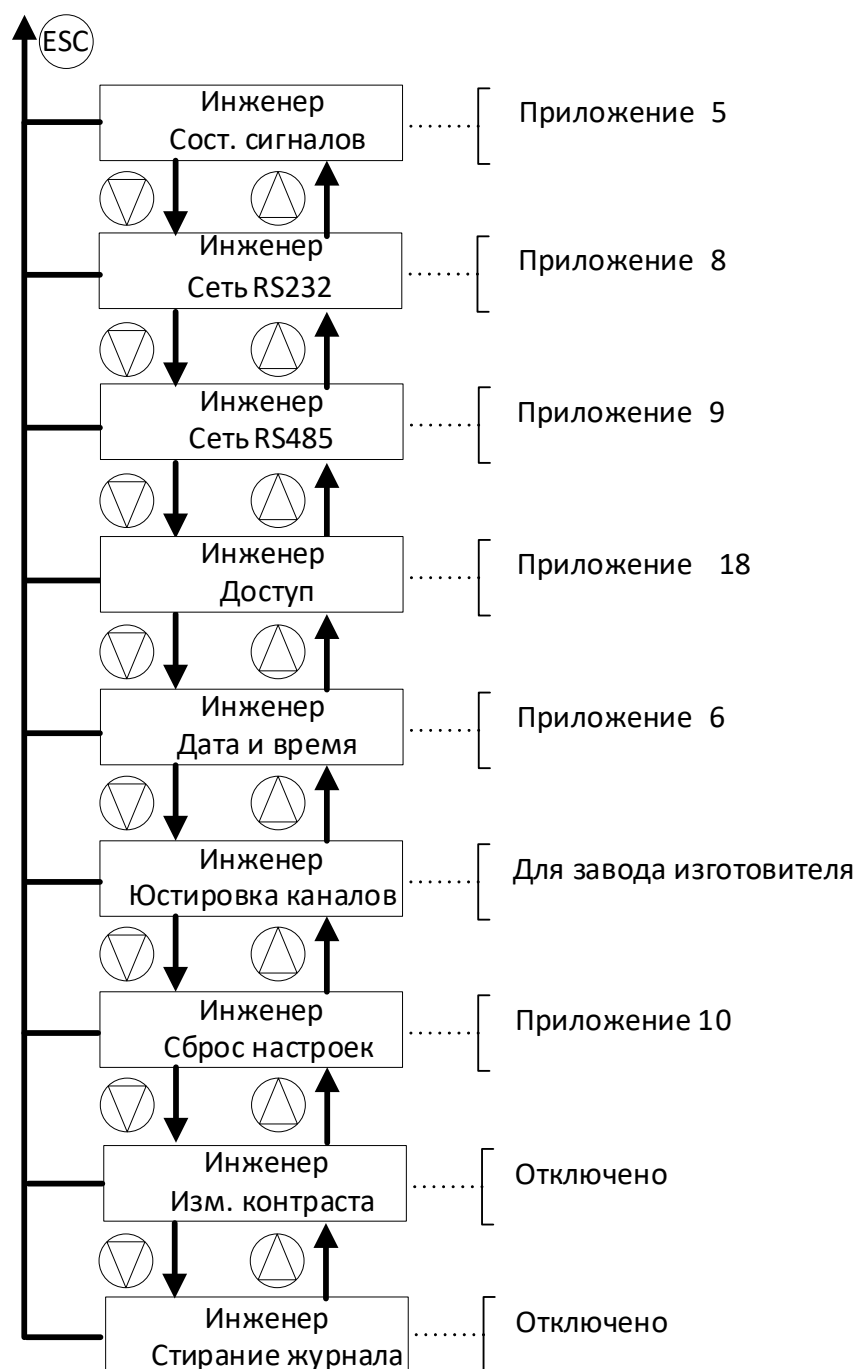 ESC
Инженер
Сост. сигналов
Приложение 5
Инженер
Сеть RS232
Приложение 8
Инженер
Сеть RS485
Приложение 9
Инженер
Доступ
Приложение 18
Инженер
Дата и время
Приложение 6
Инженер
Юстировка каналов
Для завода изготовителя
Инженер
Сброс настроек
Приложение 10
Инженер
Изм. контраста
Отключено
Инженер
Стирание журнала
Отключено